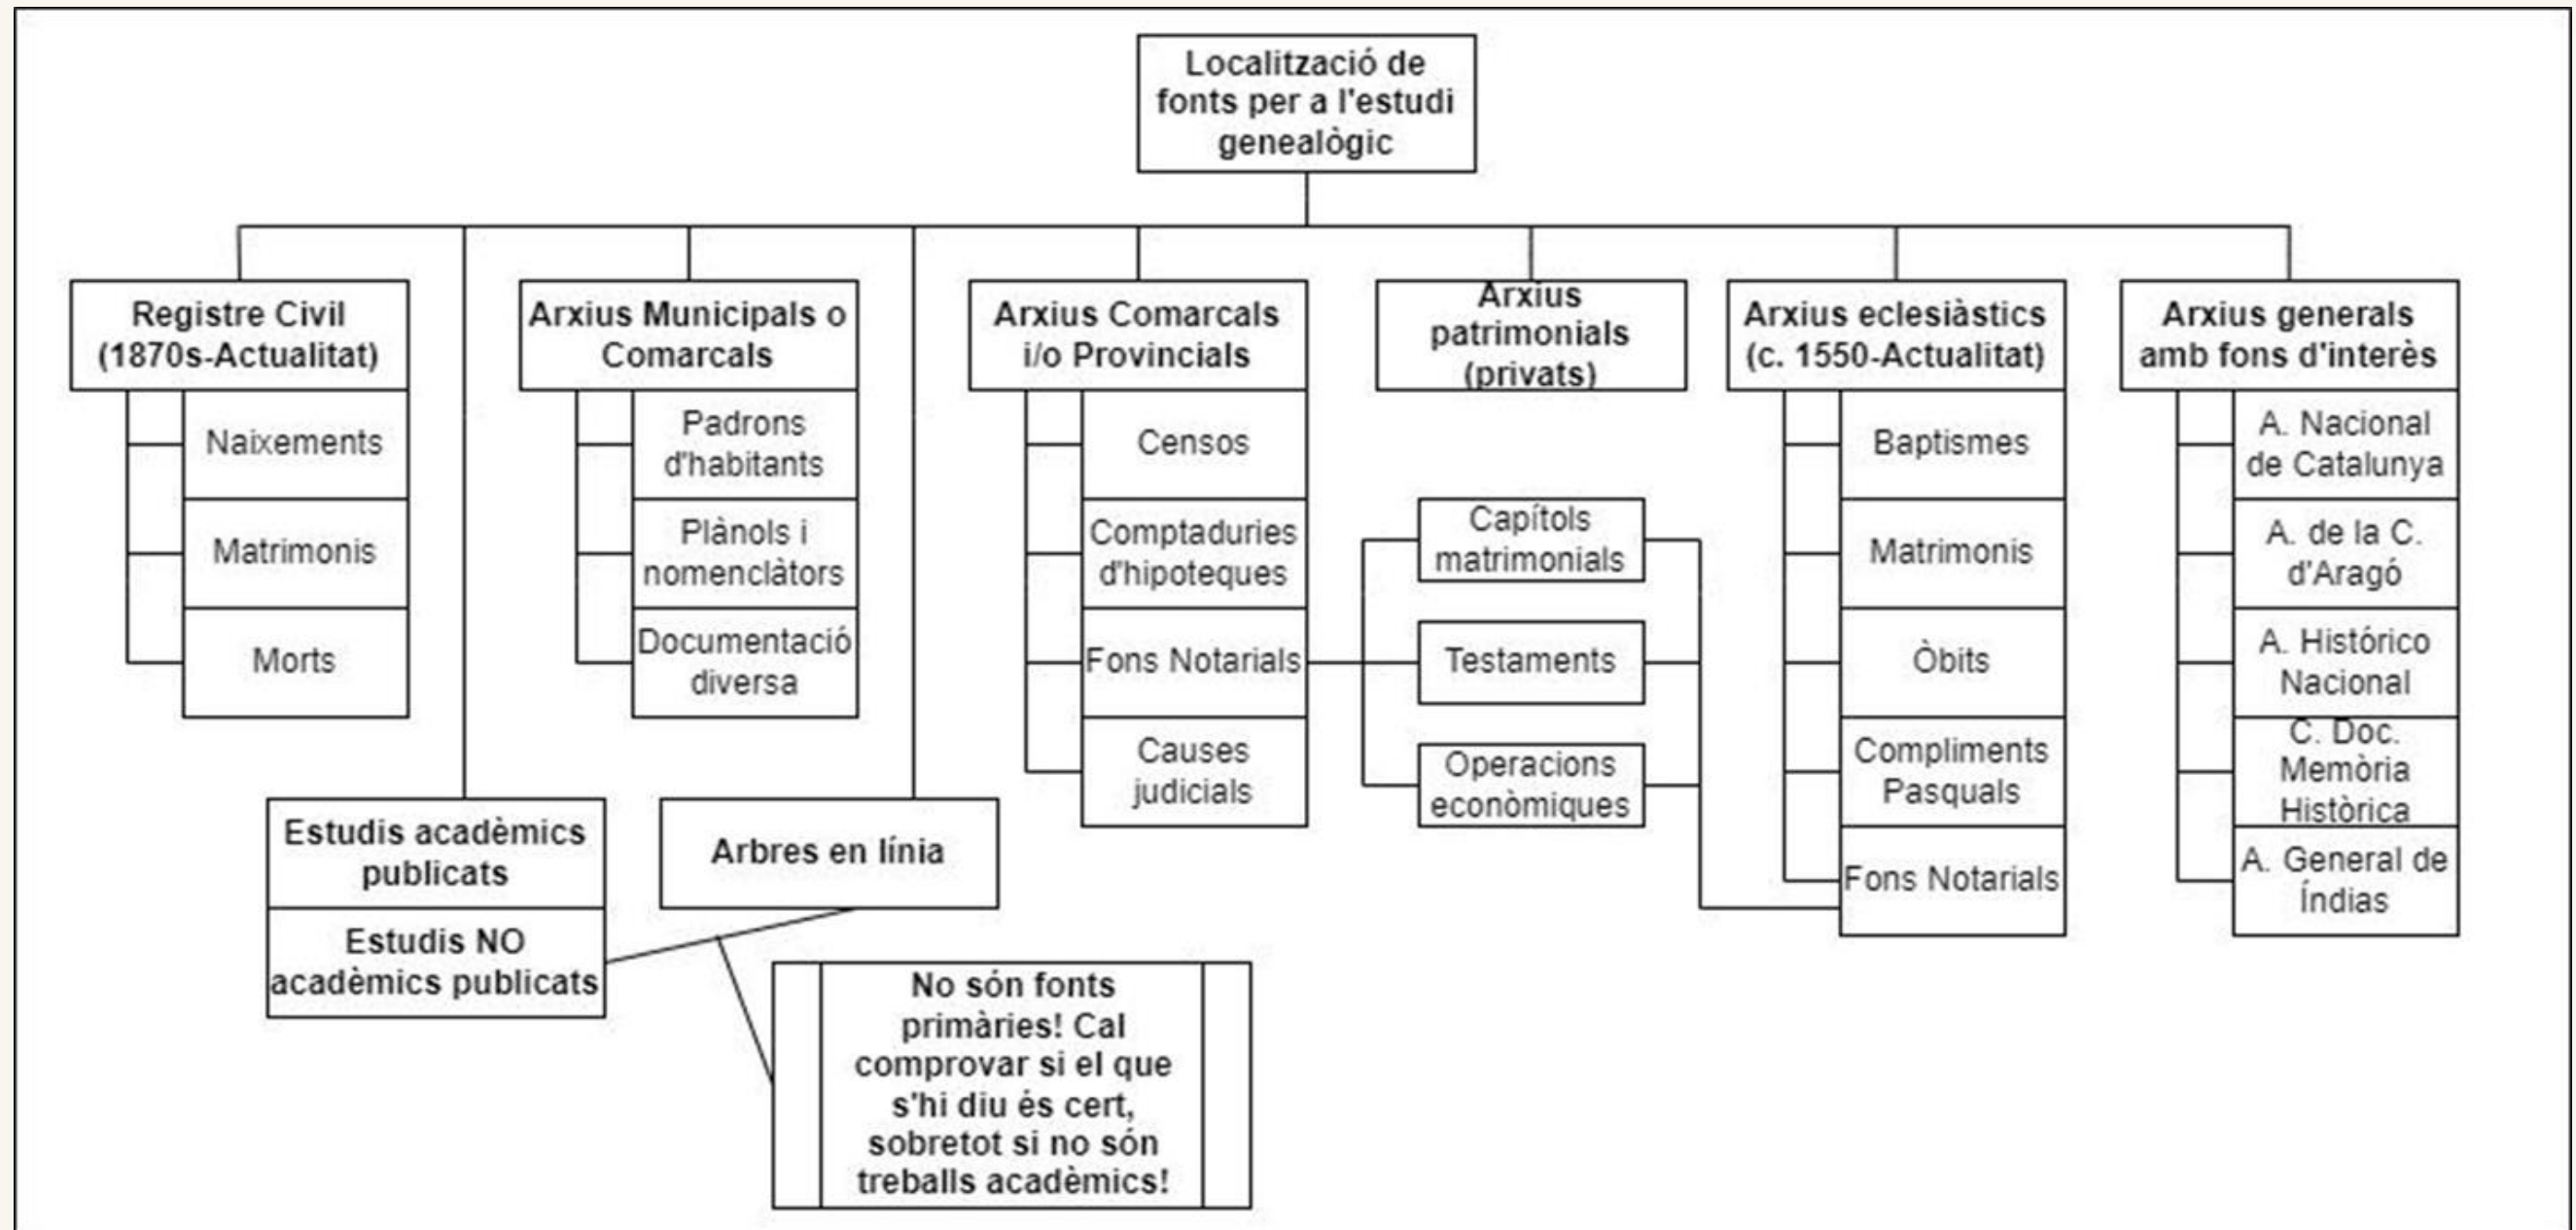 Localització de
fonts per a l'estudi
genealògic
Registre Civil
(1870s-Actualitat)
Naixements
Matrimonis
Morts
Estudis acadèmics
publicats
Estudis NO
acadèmics publicats
Arxius Municipals o
Comarcals
Padrons
d'habitants
Plànols i
nomenclàtors
Documentació
diversa
Arbres en línia
No són fonts
primàries! Cal
comprovar si el que
s'hi diu és cert,
sobretot si no són
treballs acadèmics!
Arxius Comarcals
i/o Provincials
Censos
Comptaduries
d'hipoteques
Fons Notarials
Causes
judicials
Capítols
matrimonials
Testaments
Operacions
econòmiques
Arxius
patrimonials
(privats)
Arxius eclesiàstics
(c. 1550-Actualitat)
Baptismes
Matrimonis
Òbits
Compliments
Pasquals
Fons Notarials
Arxius generals
amb fons d'interès
A. Nacional
de Catalunya
A. de la C.
d'Aragó
A. Histórico
Nacional
C. Doc.
Memòria
Històrica
A. General de
Índias